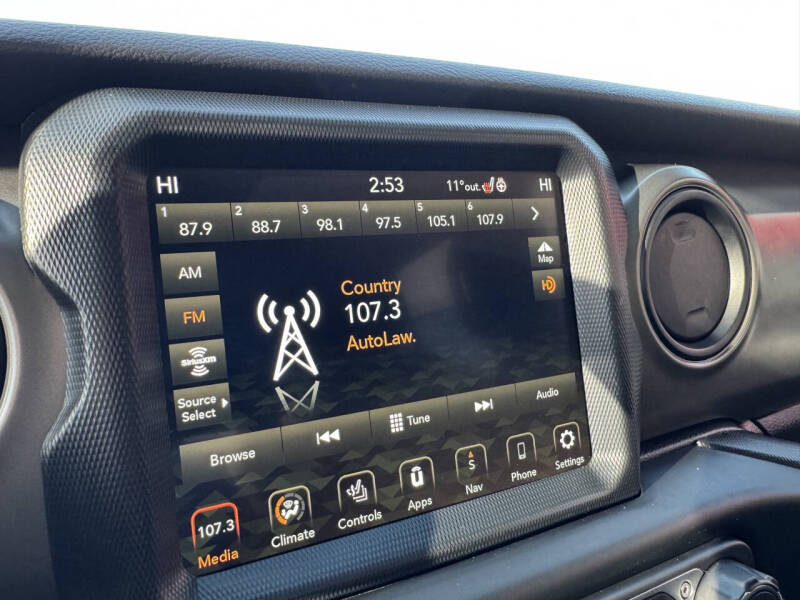 HI 2:53 11°out. HI
1 2 3 4 5 6
87.9 88.7 98.1 97.5 105.1 107.9
AM
FM
SiriusXM
Source
Select
Country
107.3
AutoLaw.
Map
HD
Browse Tune Audio
107.3 U S
Media Climate Controls Apps Nav Phone Settings